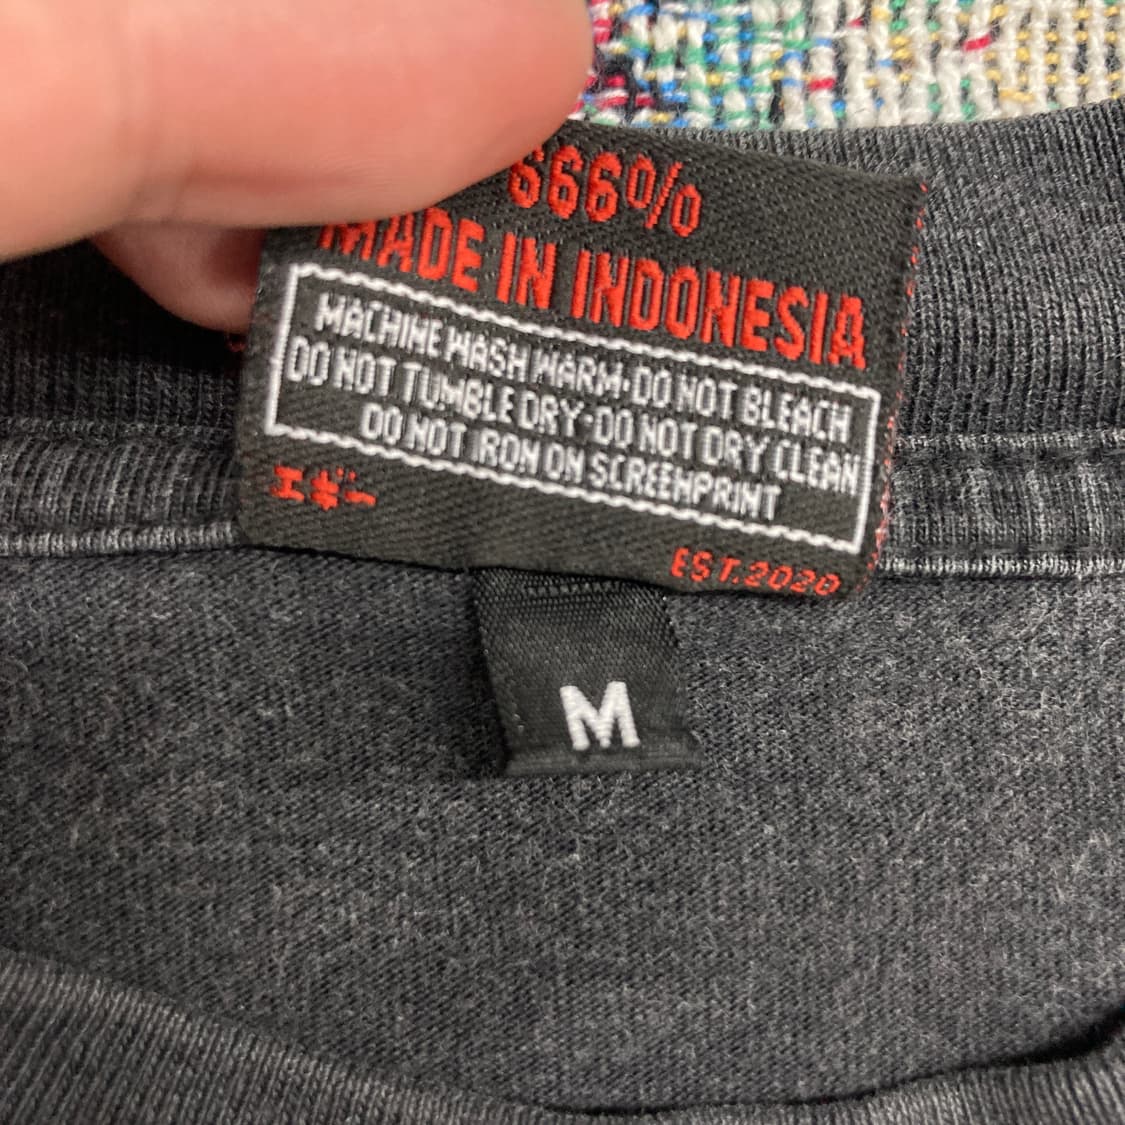 666%
MADE IN INDONESIA
MACHINE WASH WARM·DO NOT BLEACH
DO NOT TUMBLE DRY·DO NOT DRY CLEAN
DO NOT IRON ON SCREENPRINT
エギー
EST.2020
M